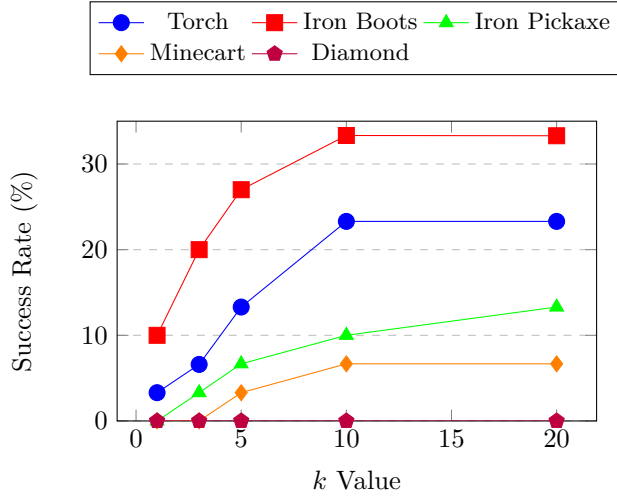 Torch Iron Boots Iron Pickaxe
Minecart Diamond
30
20
10
0
Success Rate (%)
0 5 10 15 20
k Value